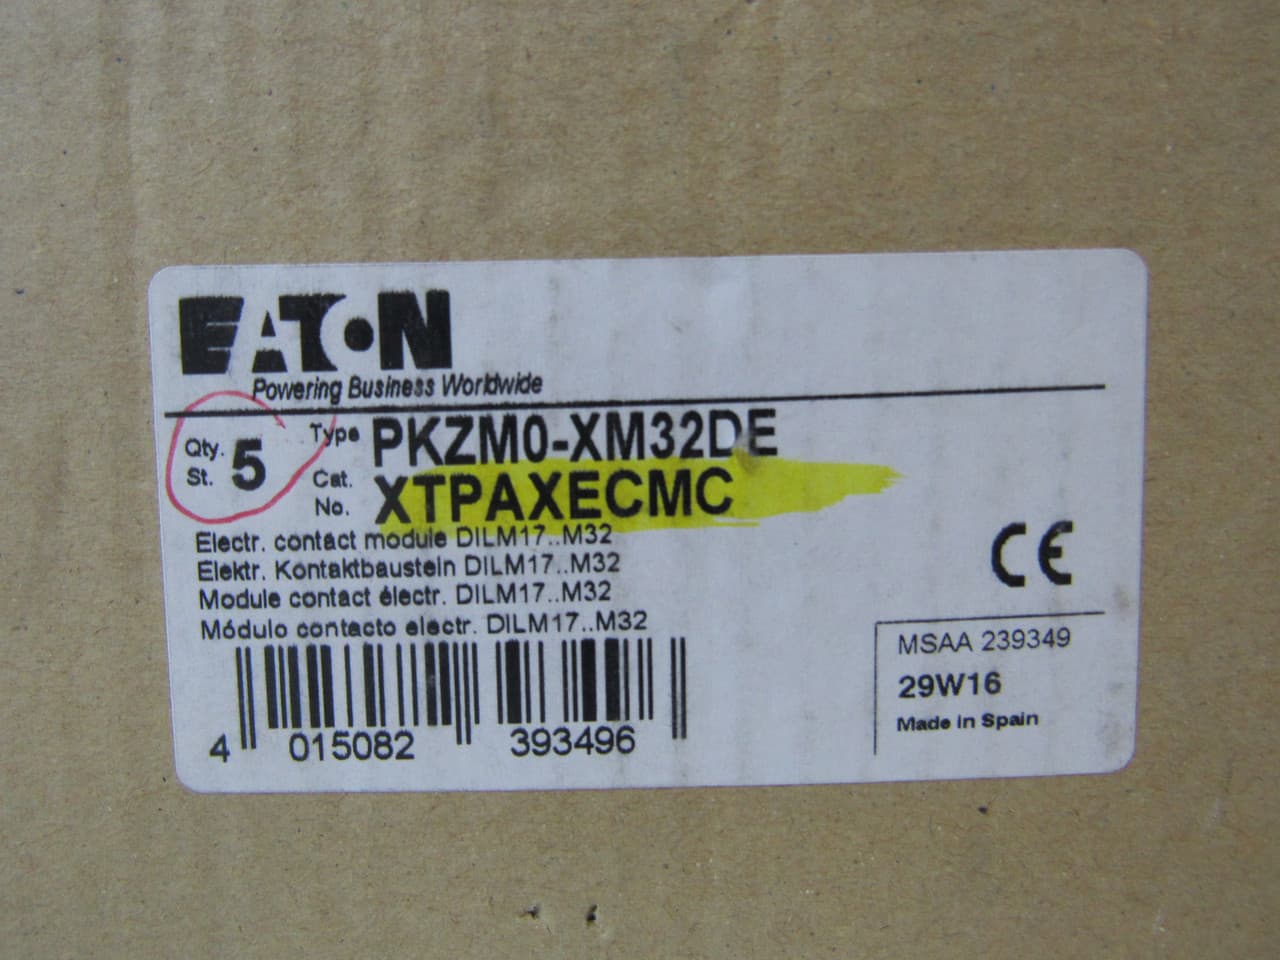 EATON
Powering Business Worldwide
Qty. St. 5 Type PKZM0-XM32DE
Cat. No. XTPAXECMC
Electr. contact module DILM17..M32
Elektr. Kontaktbaustein DILM17..M32
Module contact électr. DILM17..M32
Módulo contacto electr. DILM17..M32
CE
4 015082 393496
MSAA 239349
29W16
Made in Spain